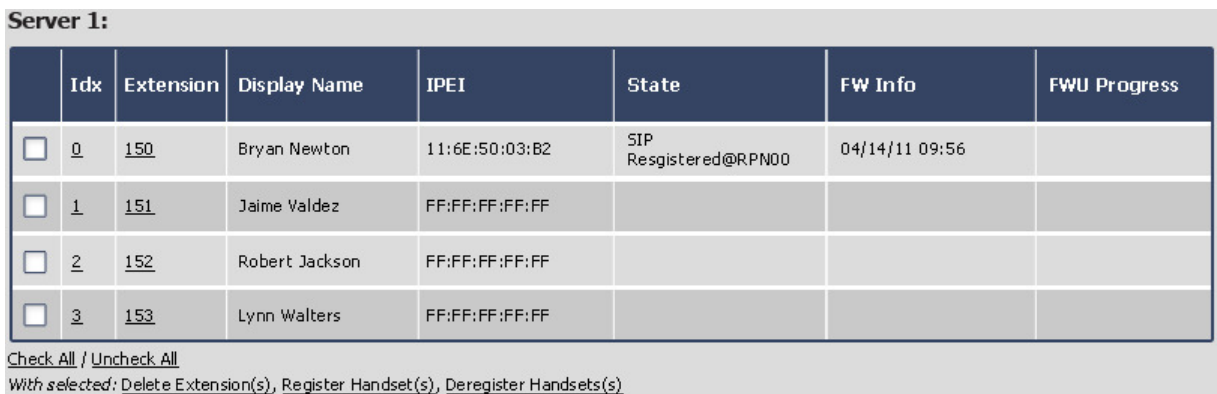 Server 1:
Idx Extension Display Name IPEI State FW Info FWU Progress
0 150 Bryan Newton 11:6E:50:03:B2 SIP Resgistered@RPN00 04/14/11 09:56
1 151 Jaime Valdez FF:FF:FF:FF:FF
2 152 Robert Jackson FF:FF:FF:FF:FF
3 153 Lynn Walters FF:FF:FF:FF:FF
Check All / Uncheck All
With selected: Delete Extension(s), Register Handset(s), Deregister Handsets(s)